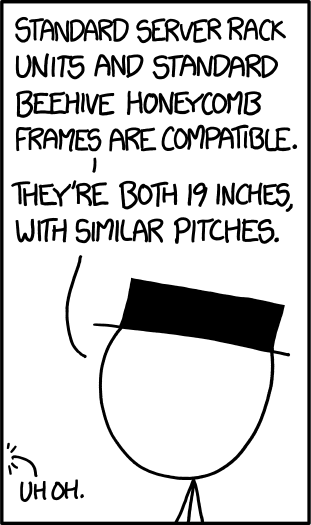 STANDARD SERVER RACK
UNITS AND STANDARD
BEEHIVE HONEYCOMB
FRAMES ARE COMPATIBLE.
THEY'RE BOTH 19 INCHES,
WITH SIMILAR PITCHES.
UH OH.